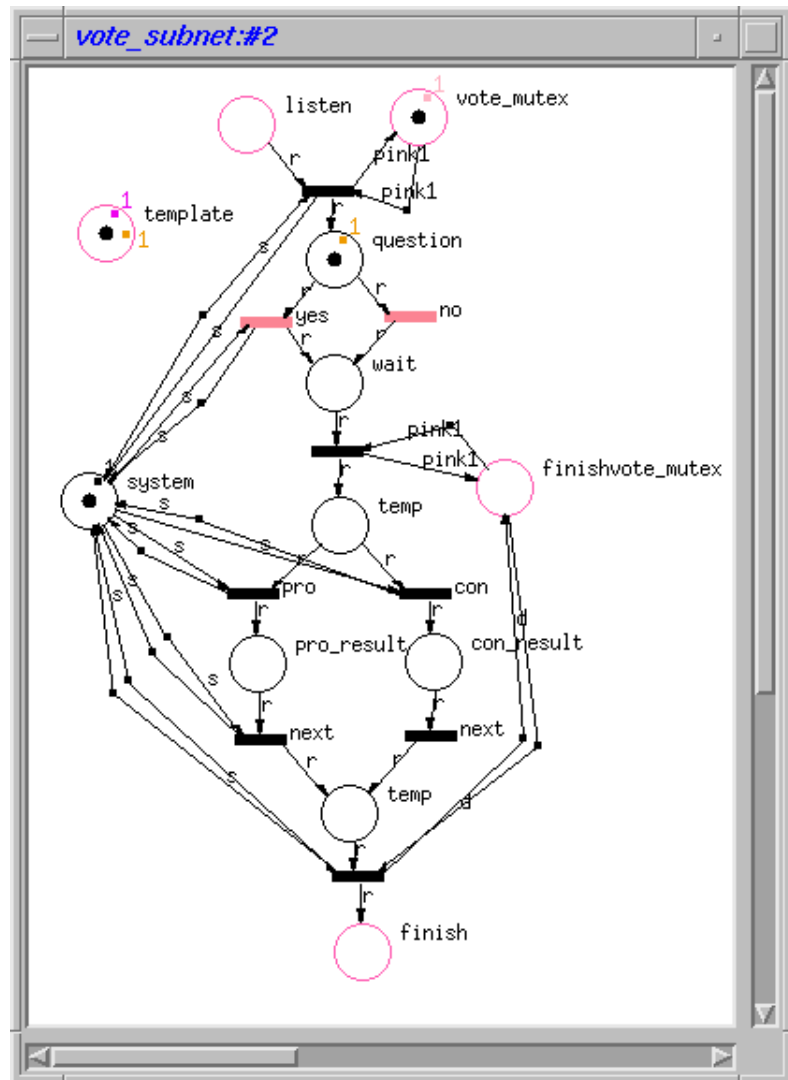 vote_subnet:#2
1
listen
vote_mutex
r
pink1
pink1
r
1
template
1
s
1
question
s
r
r
yes
no
r
r
s
wait
s
r
pink1
pink1
finishvote_mutex
r
1
system
temp
s
s
s
r
pro
con
s
s
r
r
d
pro_result
con_result
s
r
r
next
next
r
r
s
temp
d
r
r
finish